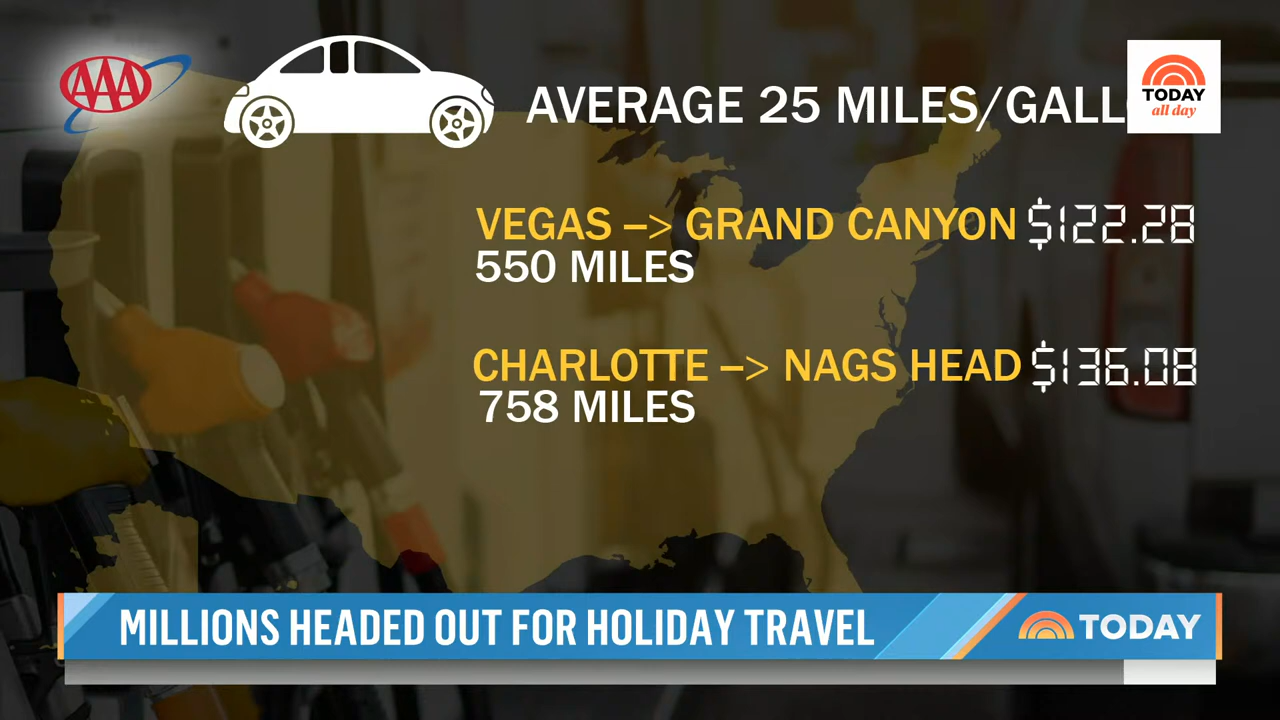 AAA
AVERAGE 25 MILES/GALL
TODAY
all day
VEGAS —> GRAND CANYON $122.28
550 MILES
CHARLOTTE —> NAGS HEAD $136.08
758 MILES
MILLIONS HEADED OUT FOR HOLIDAY TRAVEL
TODAY